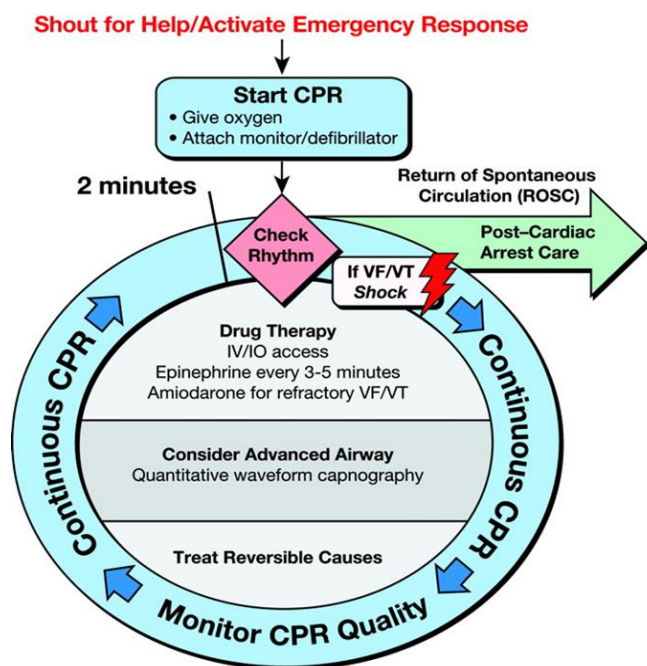 Shout for Help/Activate Emergency Response
Start CPR
• Give oxygen
• Attach monitor/defibrillator
2 minutes
Return of Spontaneous
Circulation (ROSC)
Check
Rhythm
Post–Cardiac
Arrest Care
If VF/VT
Shock
Drug Therapy
IV/IO access
Epinephrine every 3-5 minutes
Amiodarone for refractory VF/VT
Consider Advanced Airway
Quantitative waveform capnography
Treat Reversible Causes
Continuous CPR
Monitor CPR Quality
Continuous CPR